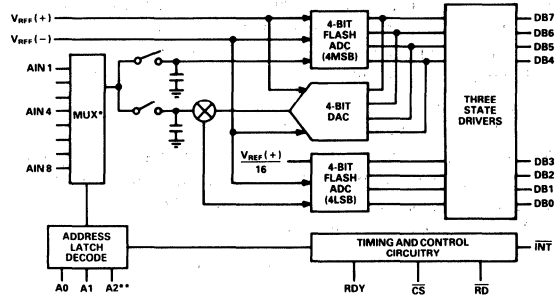 VREF (+)
VREF (−)
AIN 1
AIN 4
AIN 8
MUX*
4-BIT
FLASH
ADC
(4MSB)
4-BIT
DAC
VREF (+)
16
4-BIT
FLASH
ADC
(4LSB)
THREE
STATE
DRIVERS
DB7
DB6
DB5
DB4
DB3
DB2
DB1
DB0
ADDRESS
LATCH
DECODE
TIMING AND CONTROL
CIRCUITRY
INT
A0 A1 A2**
RDY CS RD